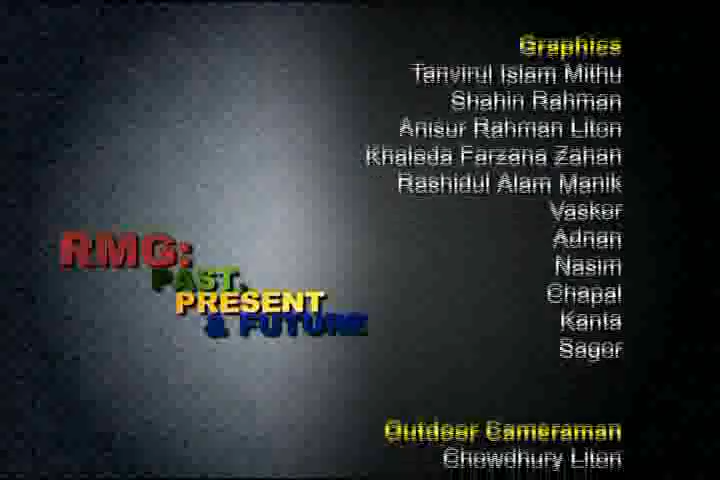 Graphics
Tanvirul Islam Mithu
Shahin Rahman
Anisur Rahman Liton
Khaleda Farzana Zahan
Rashidul Alam Manik
Vasker
Adnan
Nasim
Chapal
Kanta
Sagor
RMG:
PAST,
PRESENT
& FUTURE
Outdoor Cameraman
Chowdhury Liton